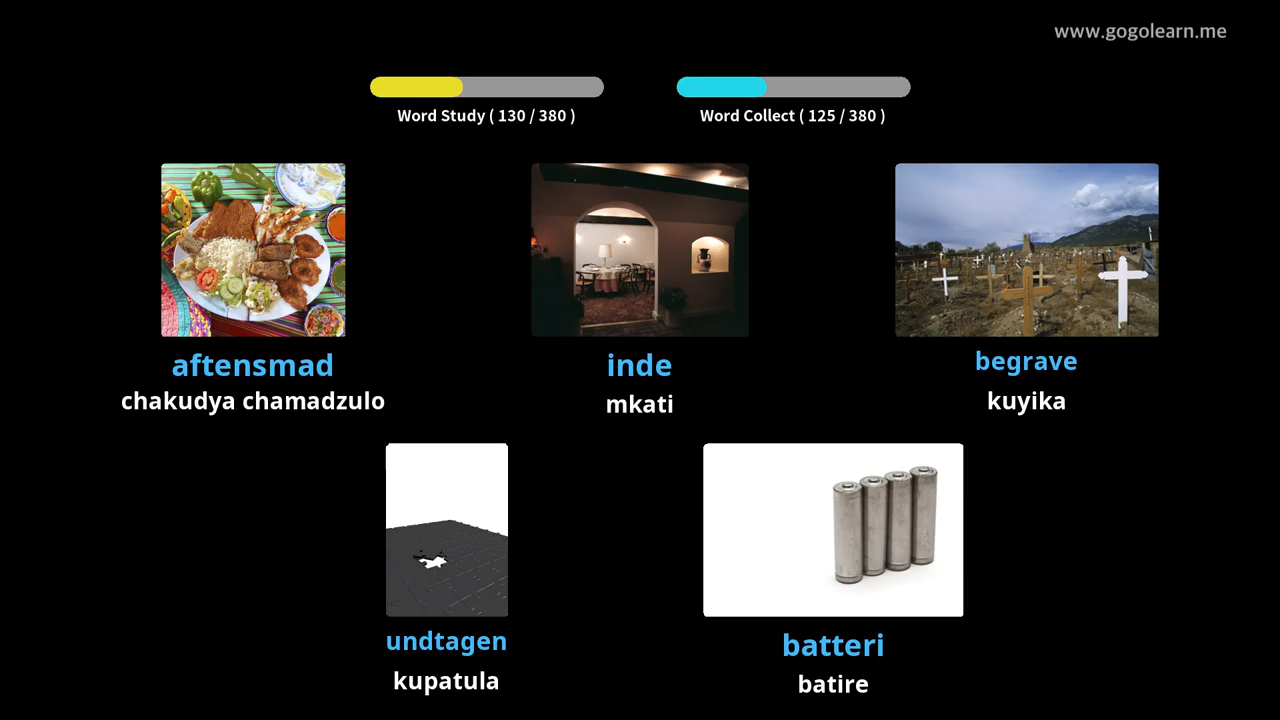 www.gogolearn.me
Word Study ( 130 / 380 )
Word Collect ( 125 / 380 )
aftensmad
chakudya chamadzulo
inde
mkati
begrave
kuyika
undtagen
kupatula
batteri
batire